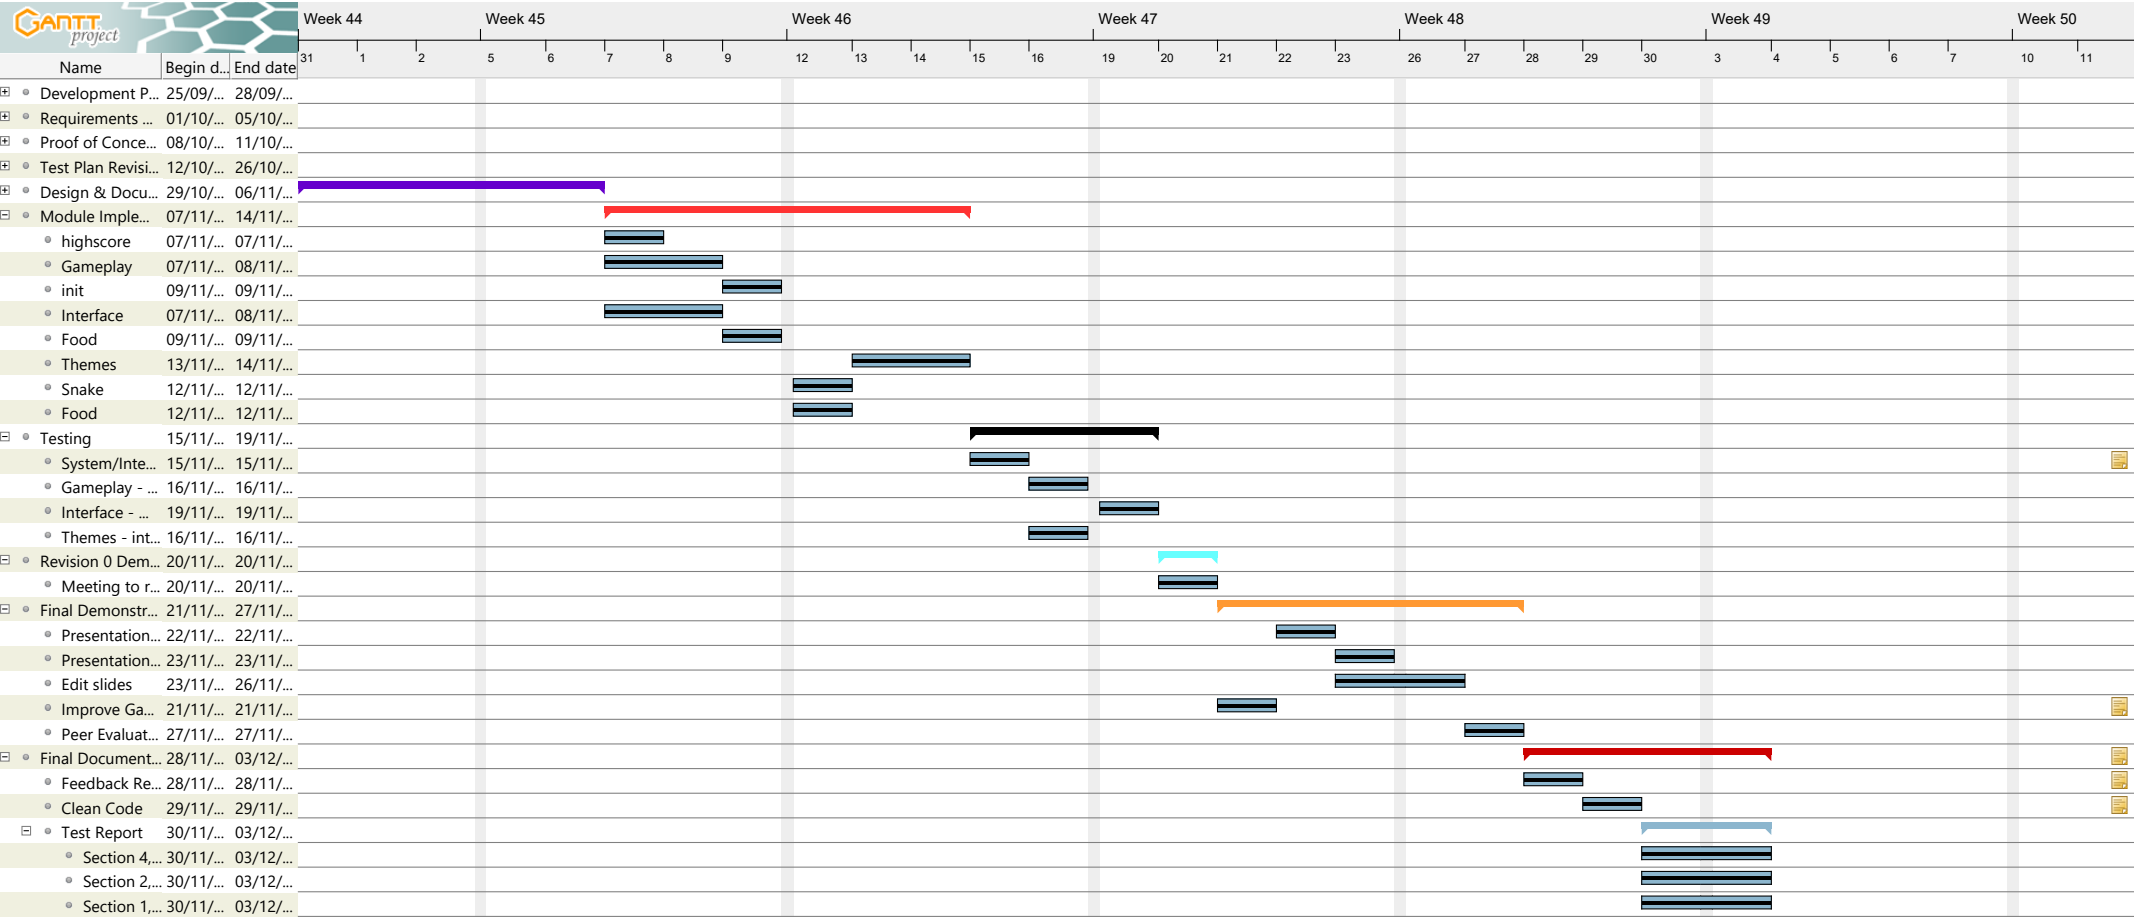 GANTT
project
Week 44 Week 45 Week 46 Week 47 Week 48 Week 49 Week 50
31 1 2 5 6 7 8 9 12 13 14 15 16 19 20 21 22 23 26 27 28 29 30 3 4 5 6 7 10 11
Name Begin d... End date
Development P... 25/09/... 28/09/...
Requirements ... 01/10/... 05/10/...
Proof of Conce... 08/10/... 11/10/...
Test Plan Revisi... 12/10/... 26/10/...
Design & Docu... 29/10/... 06/11/...
Module Imple... 07/11/... 14/11/...
highscore 07/11/... 07/11/...
Gameplay 07/11/... 08/11/...
init 09/11/... 09/11/...
Interface 07/11/... 08/11/...
Food 09/11/... 09/11/...
Themes 13/11/... 14/11/...
Snake 12/11/... 12/11/...
Food 12/11/... 12/11/...
Testing 15/11/... 19/11/...
System/Inte... 15/11/... 15/11/...
Gameplay - ... 16/11/... 16/11/...
Interface - ... 19/11/... 19/11/...
Themes - int... 16/11/... 16/11/...
Revision 0 Dem... 20/11/... 20/11/...
Meeting to r... 20/11/... 20/11/...
Final Demonstr... 21/11/... 27/11/...
Presentation... 22/11/... 22/11/...
Presentation... 23/11/... 23/11/...
Edit slides 23/11/... 26/11/...
Improve Ga... 21/11/... 21/11/...
Peer Evaluat... 27/11/... 27/11/...
Final Document... 28/11/... 03/12/...
Feedback Re... 28/11/... 28/11/...
Clean Code 29/11/... 29/11/...
Test Report 30/11/... 03/12/...
Section 4,... 30/11/... 03/12/...
Section 2,... 30/11/... 03/12/...
Section 1,... 30/11/... 03/12/...